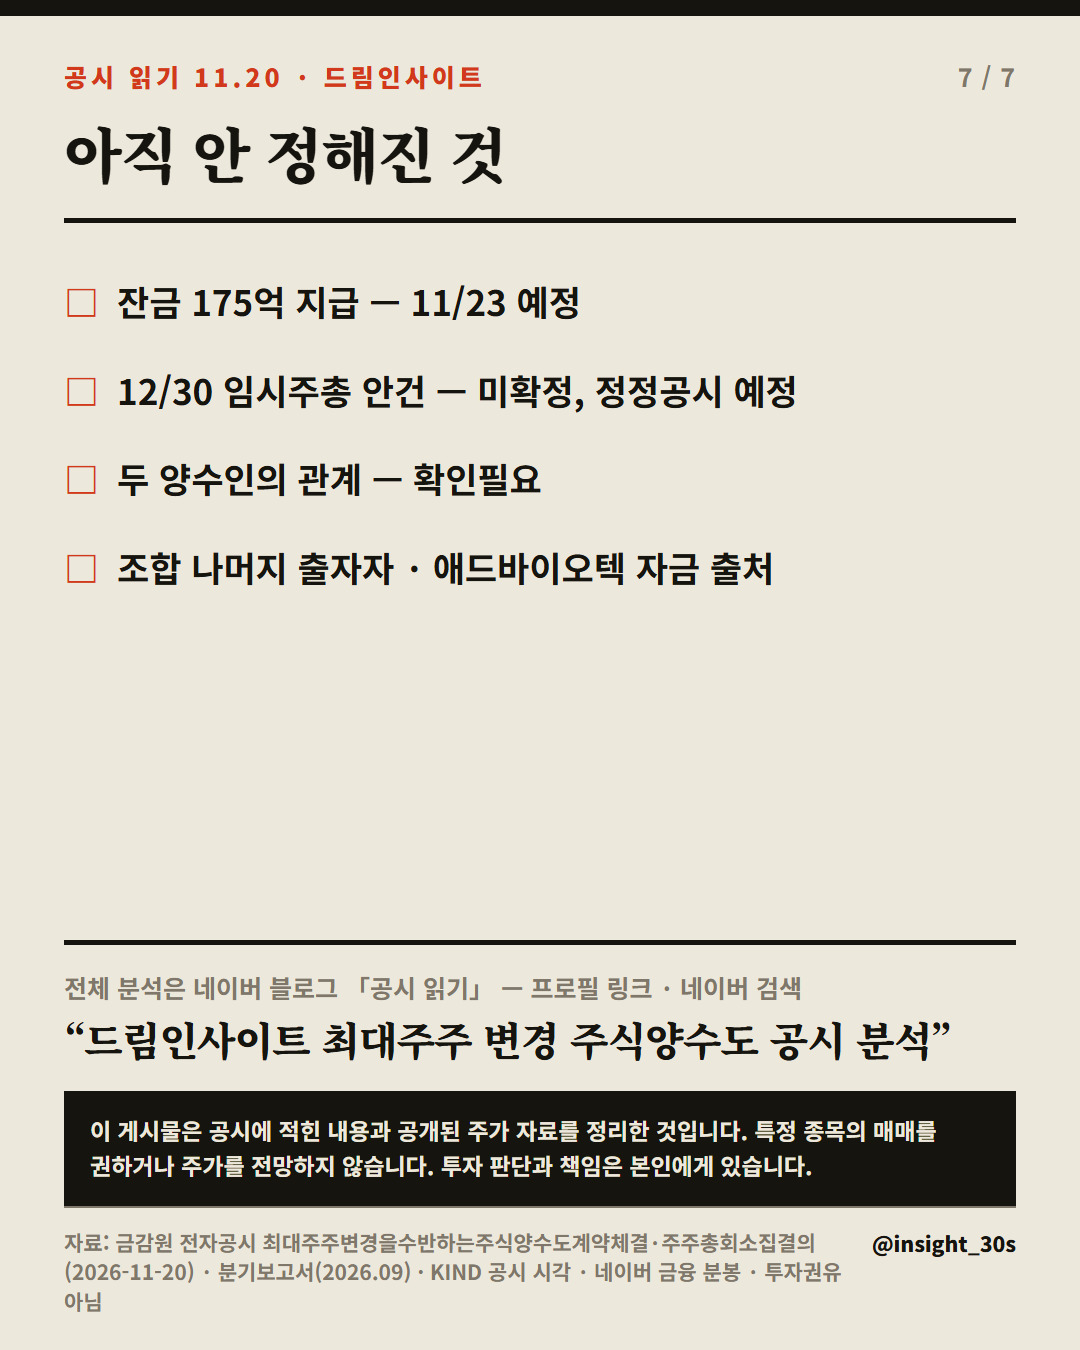 공시 읽기 11.20 · 드림인사이트
7 / 7
아직 안 정해진 것
□ 잔금 175억 지급 — 11/23 예정
□ 12/30 임시주총 안건 — 미확정, 정정공시 예정
□ 두 양수인의 관계 — 확인필요
□ 조합 나머지 출자자 · 애드바이오텍 자금 출처
전체 분석은 네이버 블로그 「공시 읽기」 — 프로필 링크 · 네이버 검색
“드림인사이트 최대주주 변경 주식양수도 공시 분석”
이 게시물은 공시에 적힌 내용과 공개된 주가 자료를 정리한 것입니다. 특정 종목의 매매를
권하거나 주가를 전망하지 않습니다. 투자 판단과 책임은 본인에게 있습니다.
자료: 금감원 전자공시 최대주주변경을수반하는주식양수도계약체결·주주총회소집결의
(2026-11-20) · 분기보고서(2026.09) · KIND 공시 시각 · 네이버 금융 분봉 · 투자권유
아님
@insight_30s